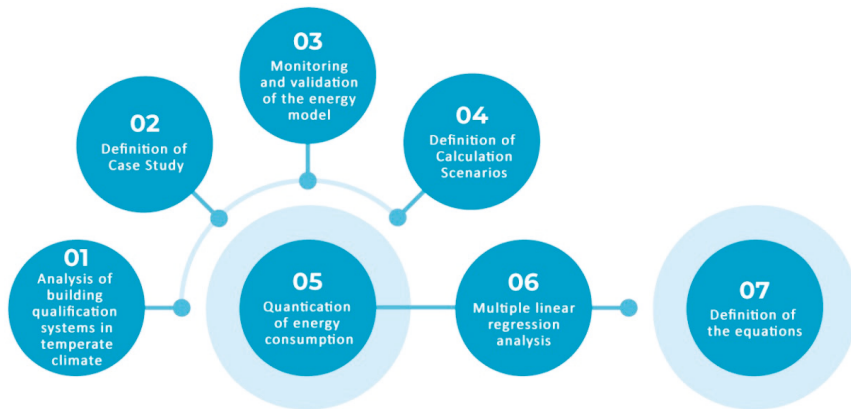 01
Analysis of
building
qualification
systems in
temperate
climate
02
Definition of
Case Study
03
Monitoring
and validation
of the energy
model
04
Definition of
Calculation
Scenarios
05
Quantication
of energy
consumption
06
Multiple linear
regression
analysis
07
Definition of
the equations